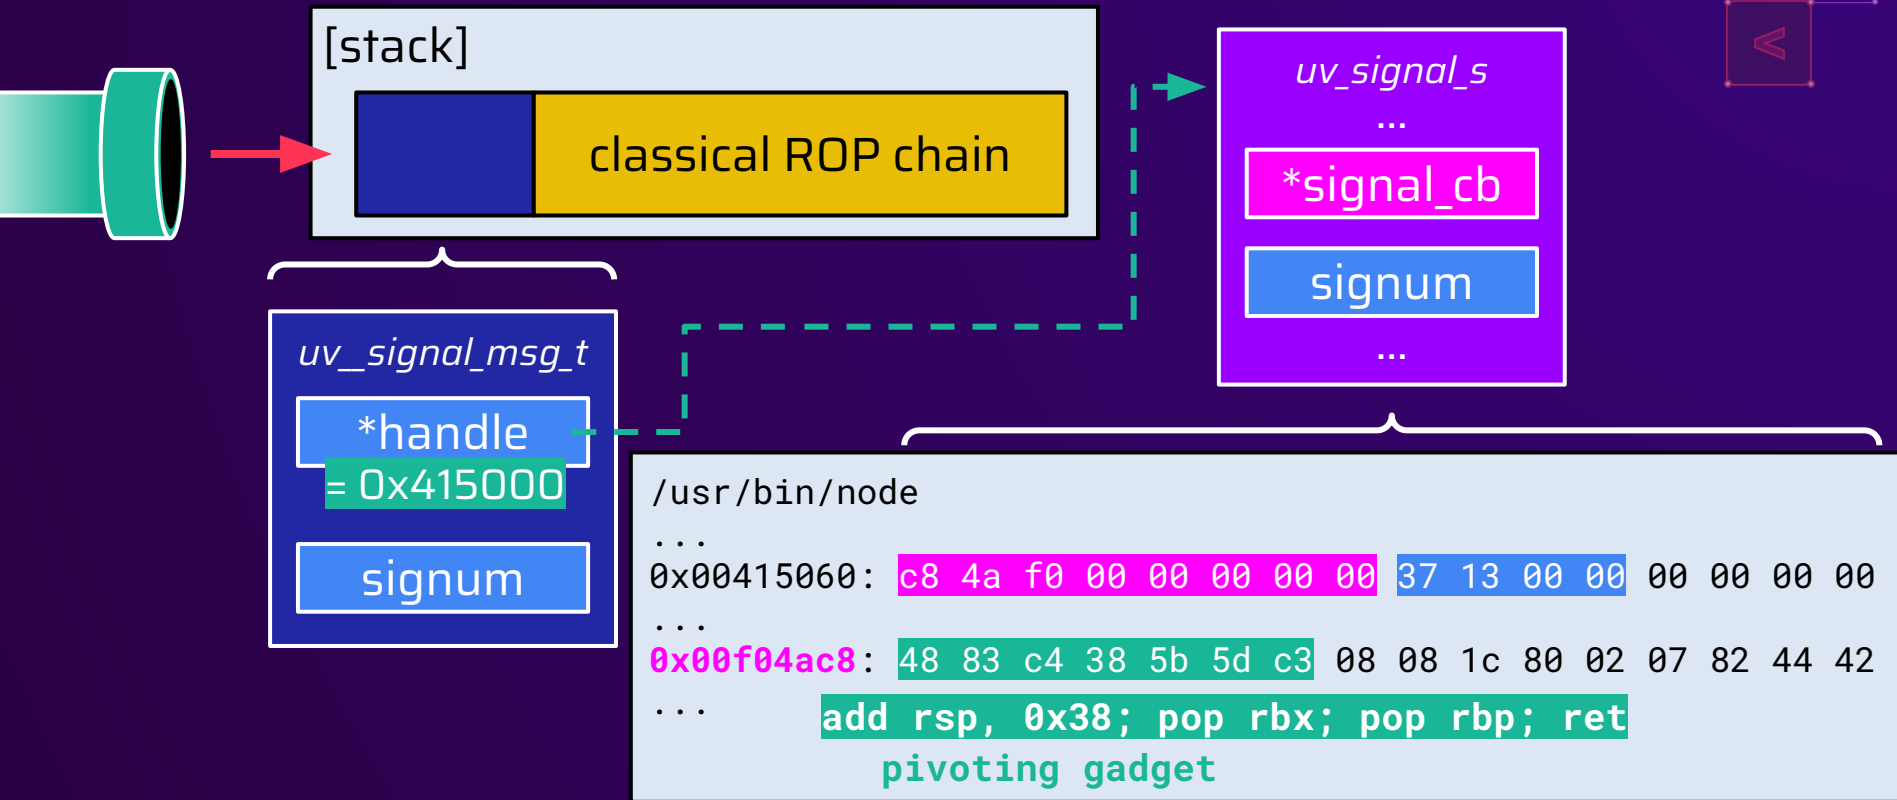 [stack]
classical ROP chain
uv_signal_s
...
*signal_cb
signum
...
uv__signal_msg_t
*handle
= 0x415000
signum
/usr/bin/node
...
0x00415060: c8 4a f0 00 00 00 00 00 37 13 00 00 00 00 00 00
...
0x00f04ac8: 48 83 c4 38 5b 5d c3 08 08 1c 80 02 07 82 44 42
...
add rsp, 0x38; pop rbx; pop rbp; ret
pivoting gadget